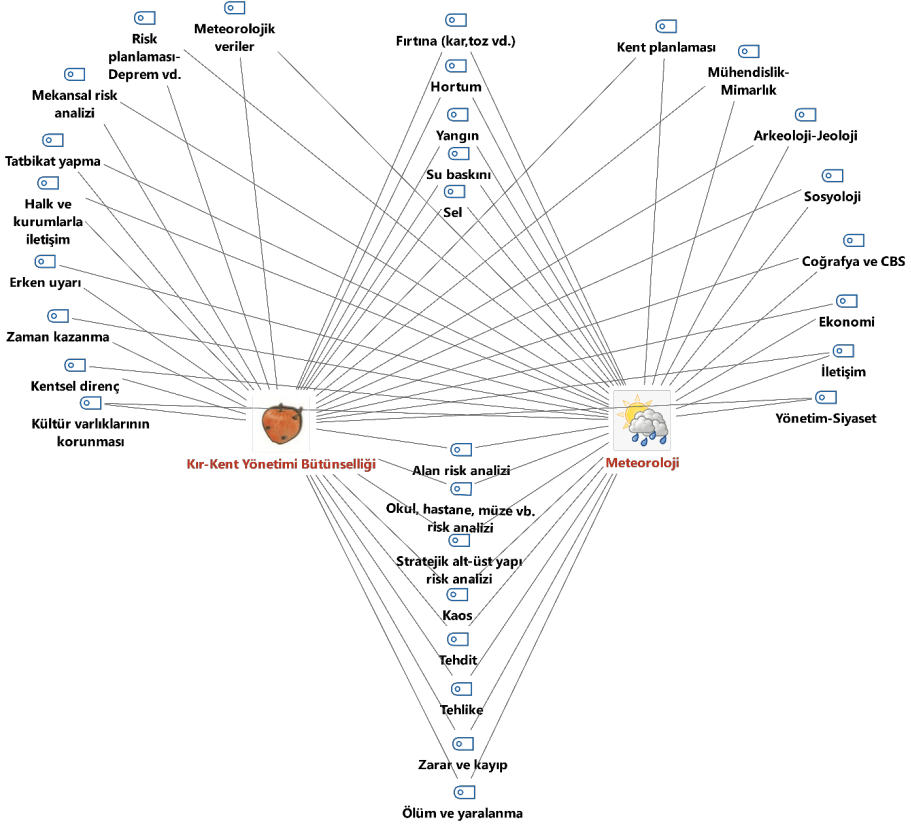 Risk
planlaması-
Deprem vd.
Meteorolojik
veriler
Mekansal risk
analizi
Tatbikat yapma
Halk ve
kurumlarla
iletişim
Erken uyarı
Zaman kazanma
Kentsel direnç
Kültür varlıklarının
korunması
Fırtına (kar,toz vd.)
Hortum
Yangın
Su baskını
Sel
Kent planlaması
Mühendislik-
Mimarlık
Arkeoloji-Jeoloji
Sosyoloji
Coğrafya ve CBS
Ekonomi
İletişim
Yönetim-Siyaset
Kır-Kent Yönetimi Bütünselliği
Meteoroloji
Alan risk analizi
Okul, hastane, müze vb.
risk analizi
Stratejik alt-üst yapı
risk analizi
Kaos
Tehdit
Tehlike
Zarar ve kayıp
Ölüm ve yaralanma